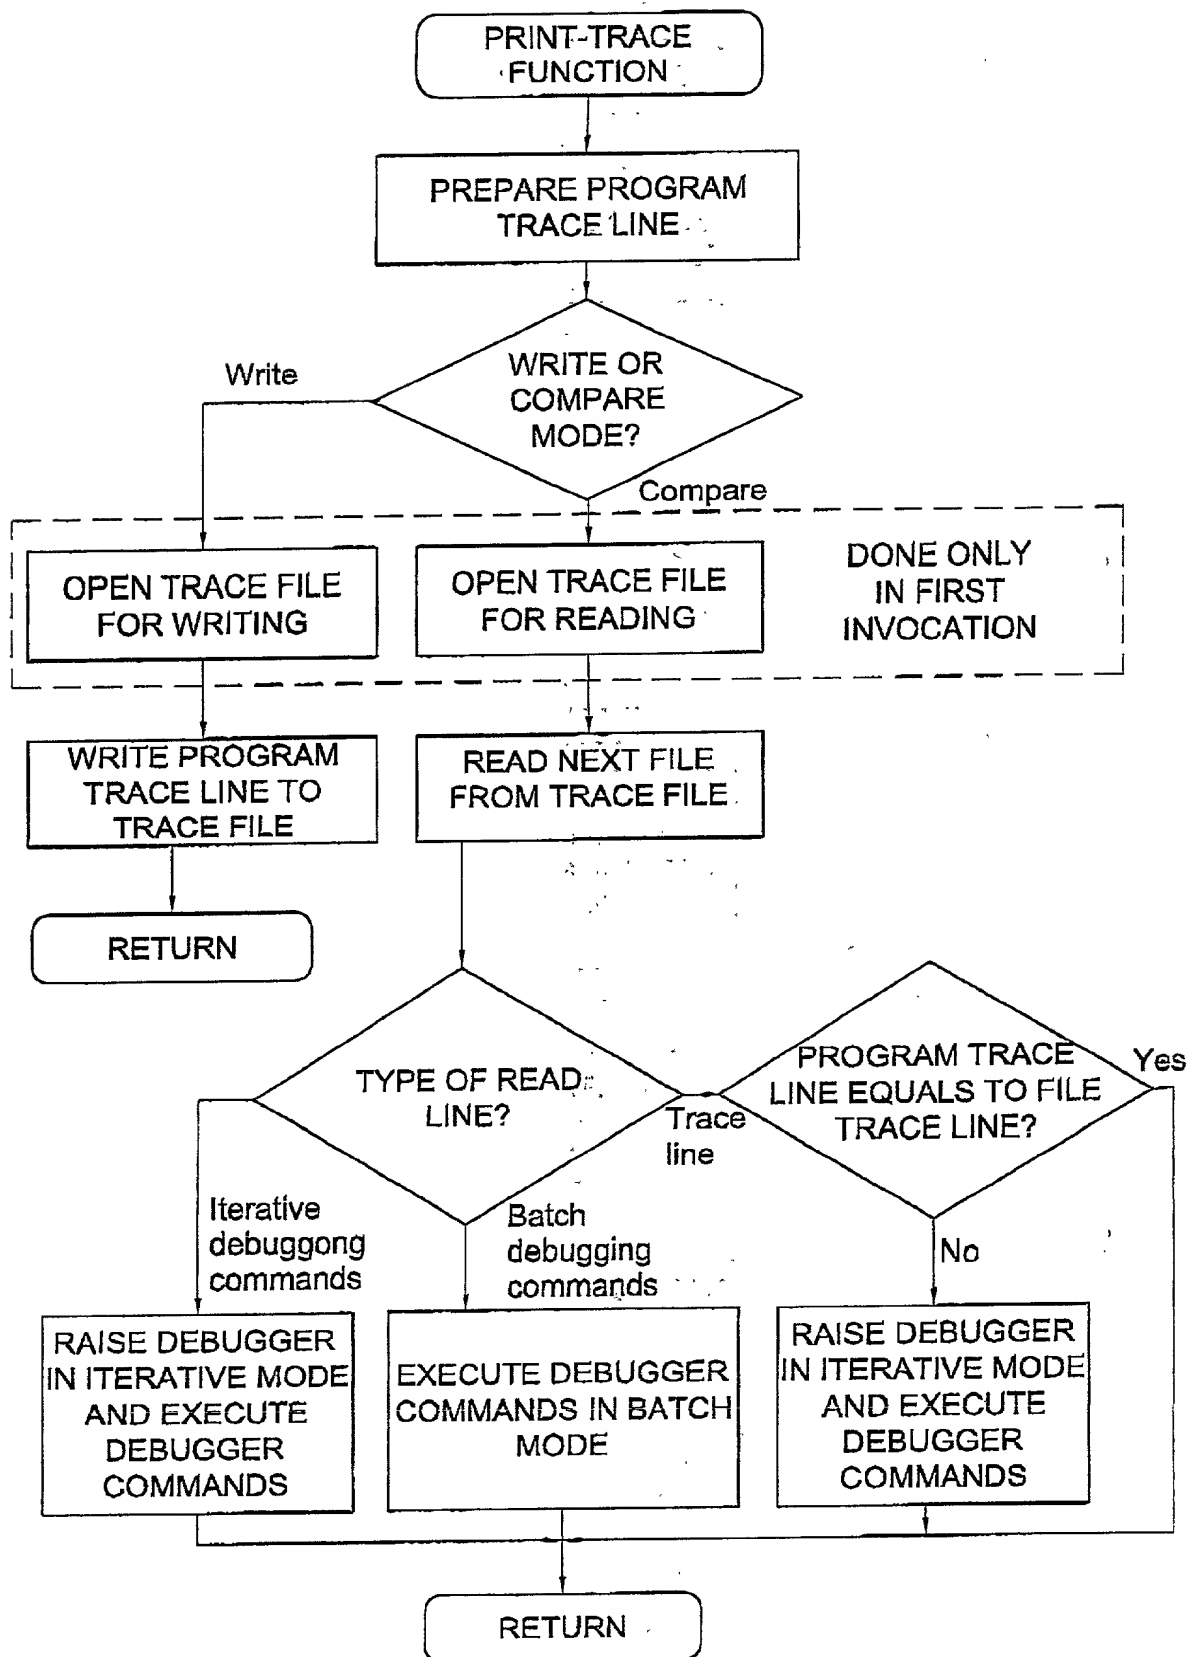 PRINT-TRACE
FUNCTION
PREPARE PROGRAM
TRACE LINE
WRITE OR
COMPARE
MODE?
Write
Compare
OPEN TRACE FILE
FOR WRITING
OPEN TRACE FILE
FOR READING
DONE ONLY
IN FIRST
INVOCATION
WRITE PROGRAM
TRACE LINE TO
TRACE FILE
READ NEXT FILE
FROM TRACE FILE
RETURN
TYPE OF READ
LINE?
Trace
line
PROGRAM TRACE
LINE EQUALS TO FILE
TRACE LINE?
Yes
Iterative
debuggong
commands
Batch
debugging
commands
No
RAISE DEBUGGER
IN ITERATIVE MODE
AND EXECUTE
DEBUGGER
COMMANDS
EXECUTE DEBUGGER
COMMANDS IN BATCH
MODE
RAISE DEBUGGER
IN ITERATIVE MODE
AND EXECUTE
DEBUGGER
COMMANDS
RETURN